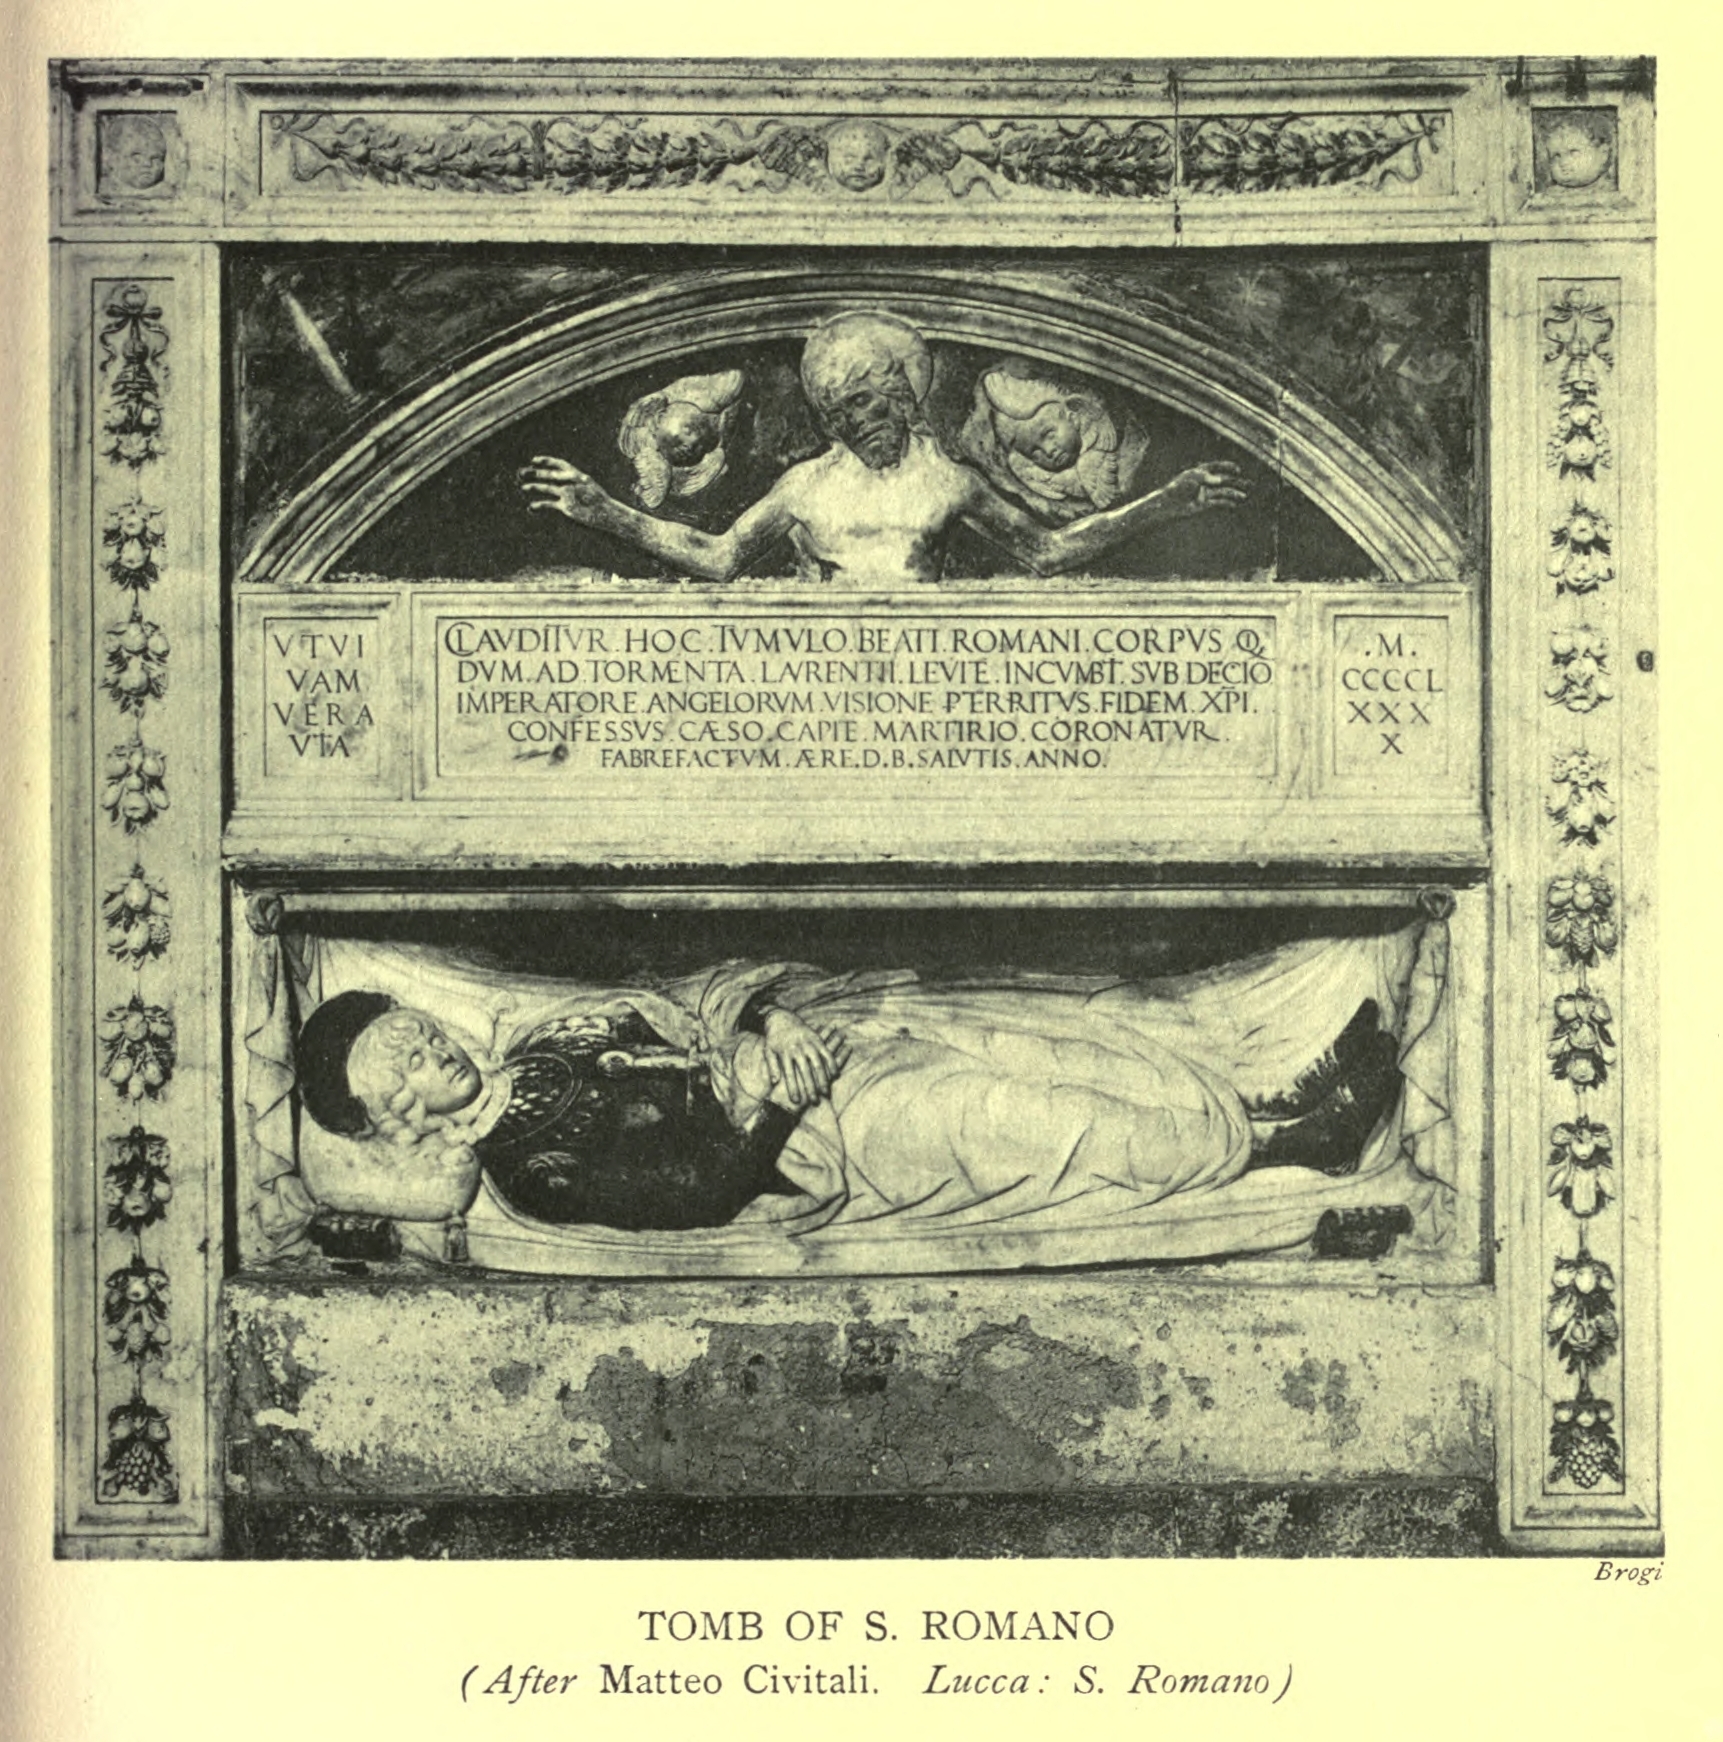 VTVI
VAM
VERA
VITA
CLAVDITVR.HOC.TVMVLO.BEATI.ROMANI.CORPVS Q,
DVM.AD.TORMENTA.LAVRENTII.LEVITE.INCVMBT.SVB DECIO
IMPERATORE ANGELORVM.VISIONE PTERRITVS.FIDEM.XPI.
CONFESSVS.CÆSO.CAPITE.MARTIRIO.CORONATVR.
FABREFACTVM.ÆRE.D.B.SALVTIS.ANNO.
.M.
CCCCL
XXX
X
Brogi
TOMB OF S. ROMANO
(After Matteo Civitali. Lucca: S. Romano)